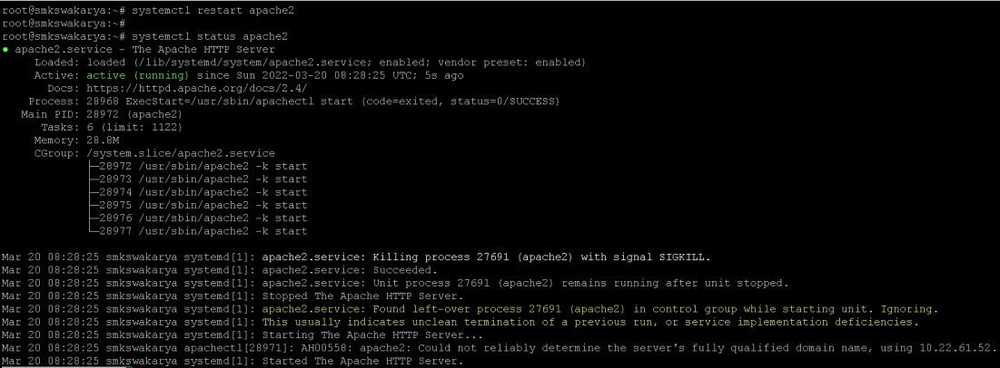 root@smkswakarya:~# systemctl restart apache2
root@smkswakarya:~#
root@smkswakarya:~# systemctl status apache2
● apache2.service - The Apache HTTP Server
Loaded: loaded (/lib/systemd/system/apache2.service; enabled; vendor preset: enabled)
Active: active (running) since Sun 2022-03-20 08:28:25 UTC; 5s ago
Docs: https://httpd.apache.org/docs/2.4/
Process: 28968 ExecStart=/usr/sbin/apachectl start (code=exited, status=0/SUCCESS)
Main PID: 28972 (apache2)
Tasks: 6 (limit: 1122)
Memory: 28.8M
CGroup: /system.slice/apache2.service
├─28972 /usr/sbin/apache2 -k start
├─28973 /usr/sbin/apache2 -k start
├─28974 /usr/sbin/apache2 -k start
├─28975 /usr/sbin/apache2 -k start
├─28976 /usr/sbin/apache2 -k start
└─28977 /usr/sbin/apache2 -k start
Mar 20 08:28:25 smkswakarya systemd[1]: apache2.service: Killing process 27691 (apache2) with signal SIGKILL.
Mar 20 08:28:25 smkswakarya systemd[1]: apache2.service: Succeeded.
Mar 20 08:28:25 smkswakarya systemd[1]: apache2.service: Unit process 27691 (apache2) remains running after unit stopped.
Mar 20 08:28:25 smkswakarya systemd[1]: Stopped The Apache HTTP Server.
Mar 20 08:28:25 smkswakarya systemd[1]: apache2.service: Found left-over process 27691 (apache2) in control group while starting unit. Ignoring.
Mar 20 08:28:25 smkswakarya systemd[1]: This usually indicates unclean termination of a previous run, or service implementation deficiencies.
Mar 20 08:28:25 smkswakarya systemd[1]: Starting The Apache HTTP Server...
Mar 20 08:28:25 smkswakarya apachectl[28971]: AH00558: apache2: Could not reliably determine the server's fully qualified domain name, using 10.22.61.52.
Mar 20 08:28:25 smkswakarya systemd[1]: Started The Apache HTTP Server.